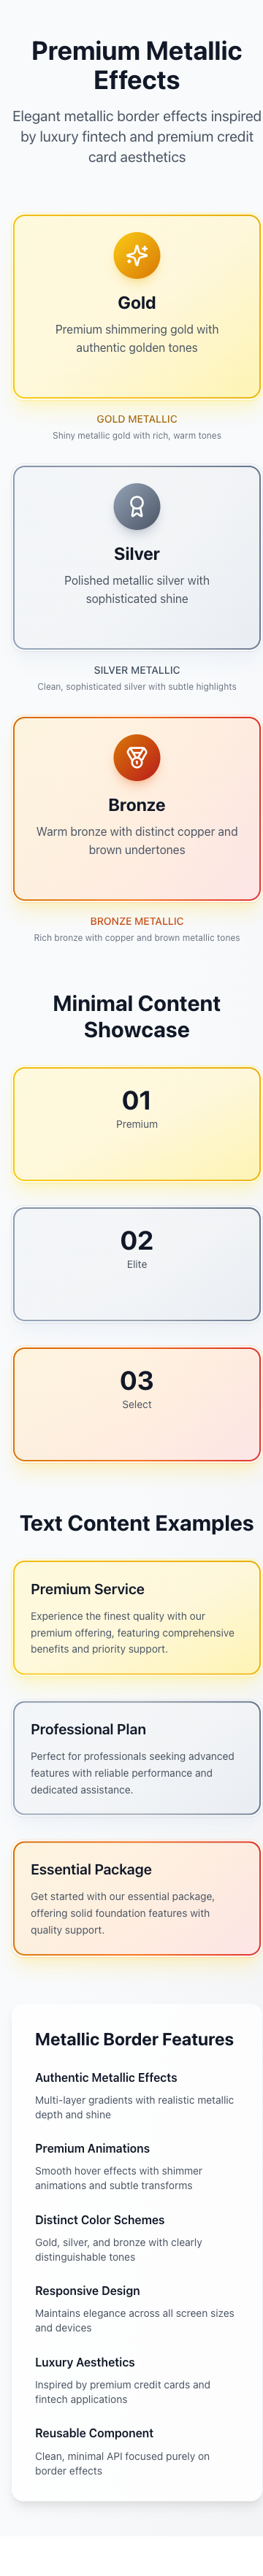 Premium Metallic
Effects
Elegant metallic border effects inspired
by luxury fintech and premium credit
card aesthetics
Gold
Premium shimmering gold with
authentic golden tones
GOLD METALLIC
Shiny metallic gold with rich, warm tones
Silver
Polished metallic silver with
sophisticated shine
SILVER METALLIC
Clean, sophisticated silver with subtle highlights
Bronze
Warm bronze with distinct copper and
brown undertones
BRONZE METALLIC
Rich bronze with copper and brown metallic tones
Minimal Content
Showcase
01
Premium
02
Elite
03
Select
Text Content Examples
Premium Service
Experience the finest quality with our
premium offering, featuring comprehensive
benefits and priority support.
Professional Plan
Perfect for professionals seeking advanced
features with reliable performance and
dedicated assistance.
Essential Package
Get started with our essential package,
offering solid foundation features with
quality support.
Metallic Border Features
Authentic Metallic Effects
Multi-layer gradients with realistic metallic
depth and shine
Premium Animations
Smooth hover effects with shimmer
animations and subtle transforms
Distinct Color Schemes
Gold, silver, and bronze with clearly
distinguishable tones
Responsive Design
Maintains elegance across all screen sizes
and devices
Luxury Aesthetics
Inspired by premium credit cards and
fintech applications
Reusable Component
Clean, minimal API focused purely on
border effects